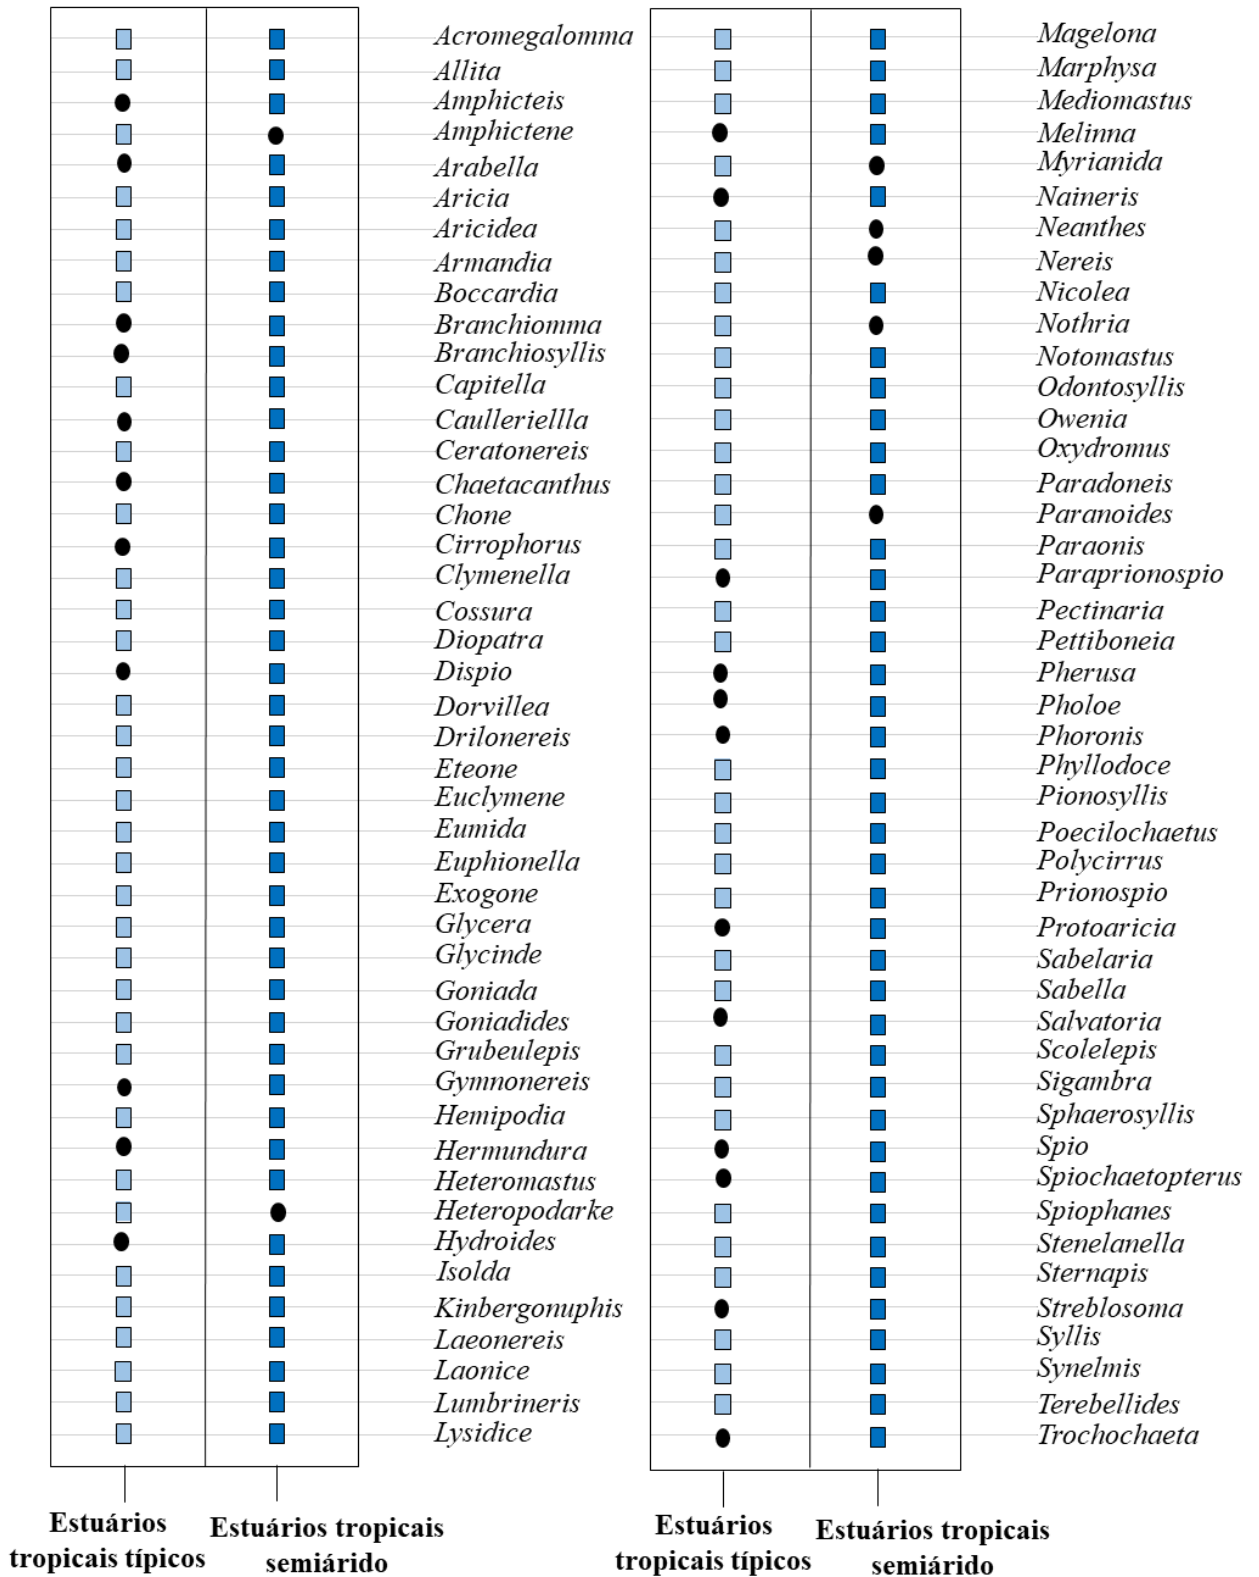 Acromegalomma
Allita
Amphicteis
Amphictene
Arabella
Aricia
Aricidea
Armandia
Boccardia
Branchiomma
Branchiosyllis
Capitella
Caulleriellla
Ceratonereis
Chaetacanthus
Chone
Cirrophorus
Clymenella
Cossura
Diopatra
Dispio
Dorvillea
Drilonereis
Eteone
Euclymene
Eumida
Euphionella
Exogone
Glycera
Glycinde
Goniada
Goniadides
Grubeulepis
Gymnonereis
Hemipodia
Hermundura
Heteromastus
Heteropodarke
Hydroides
Isolda
Kinbergonuphis
Laeonereis
Laonice
Lumbrineris
Lysidice
Estuários
tropicais típicos
Estuários tropicais
semiárido
Magelona
Marphysa
Mediomastus
Melinna
Myrianida
Naineris
Neanthes
Nereis
Nicolea
Nothria
Notomastus
Odontosyllis
Owenia
Oxydromus
Paradoneis
Paranoides
Paraonis
Paraprionospio
Pectinaria
Pettiboneia
Pherusa
Pholoe
Phoronis
Phyllodoce
Pionosyllis
Poecilochaetus
Polycirrus
Prionospio
Protoaricia
Sabelaria
Sabella
Salvatoria
Scolelepis
Sigambra
Sphaerosyllis
Spio
Spiochaetopterus
Spiophanes
Stenelanella
Sternapis
Streblosoma
Syllis
Synelmis
Terebellides
Trochochaeta
Estuários
tropicais típicos
Estuários tropicais
semiárido